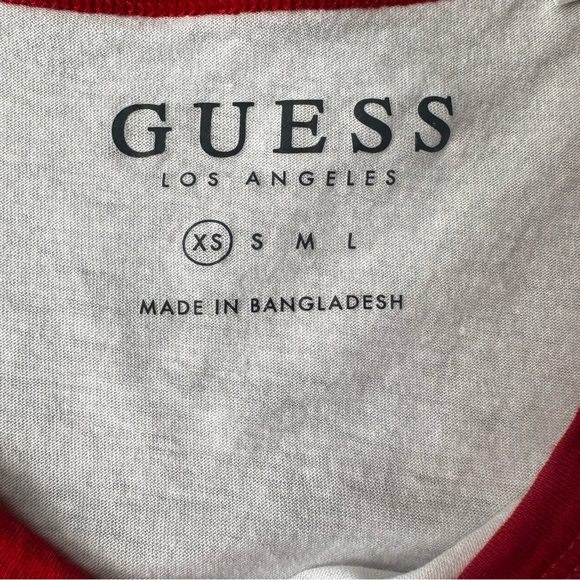 GUESS
LOS ANGELES
XS S M L
MADE IN BANGLADESH